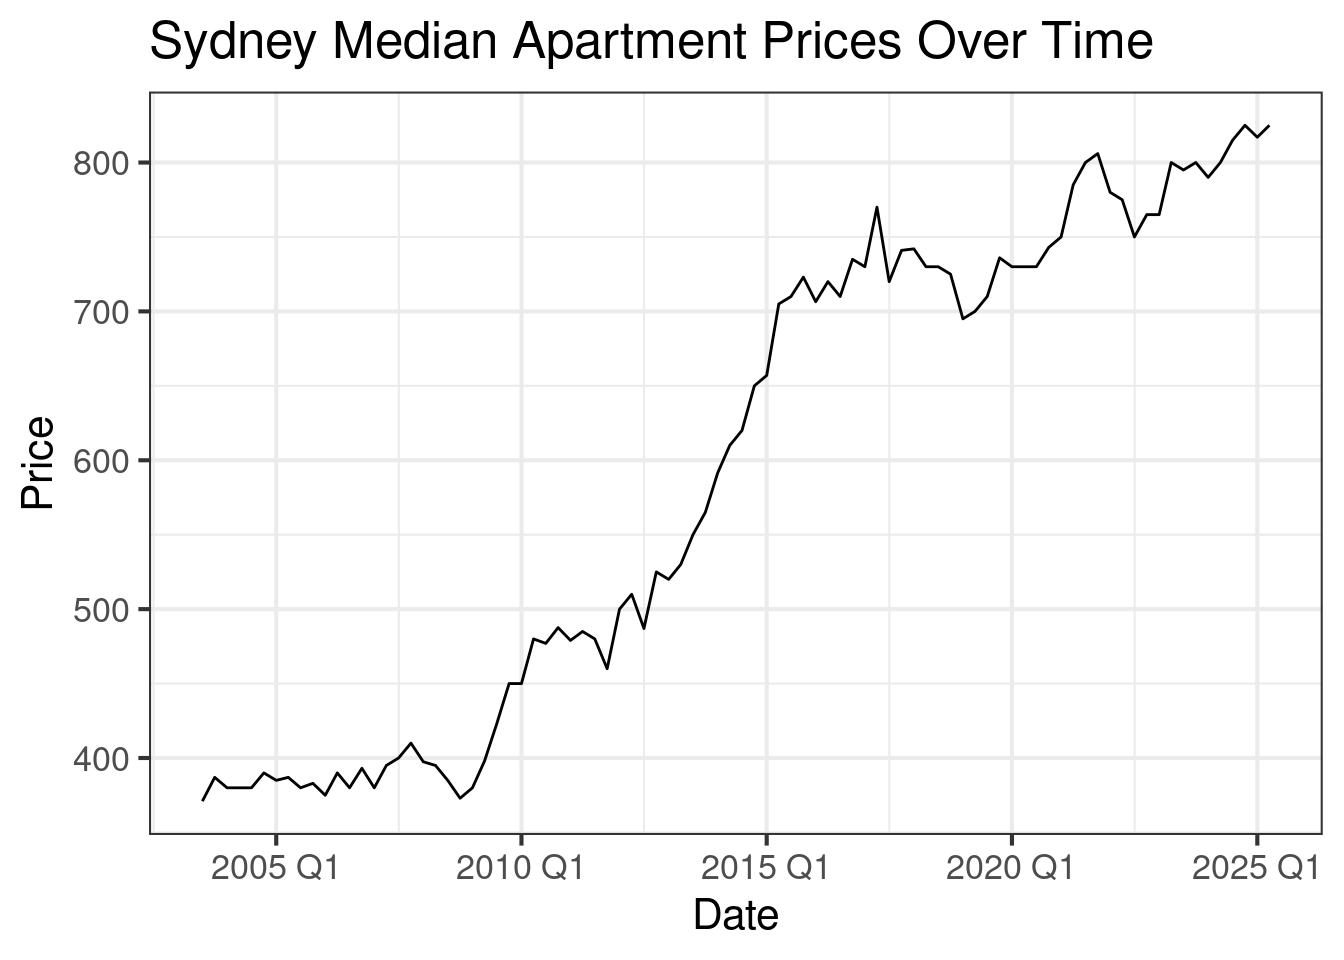 Sydney Median Apartment Prices Over Time
Price
800
700
600
500
400
2005 Q1 2010 Q1 2015 Q1 2020 Q1 2025 Q1
Date